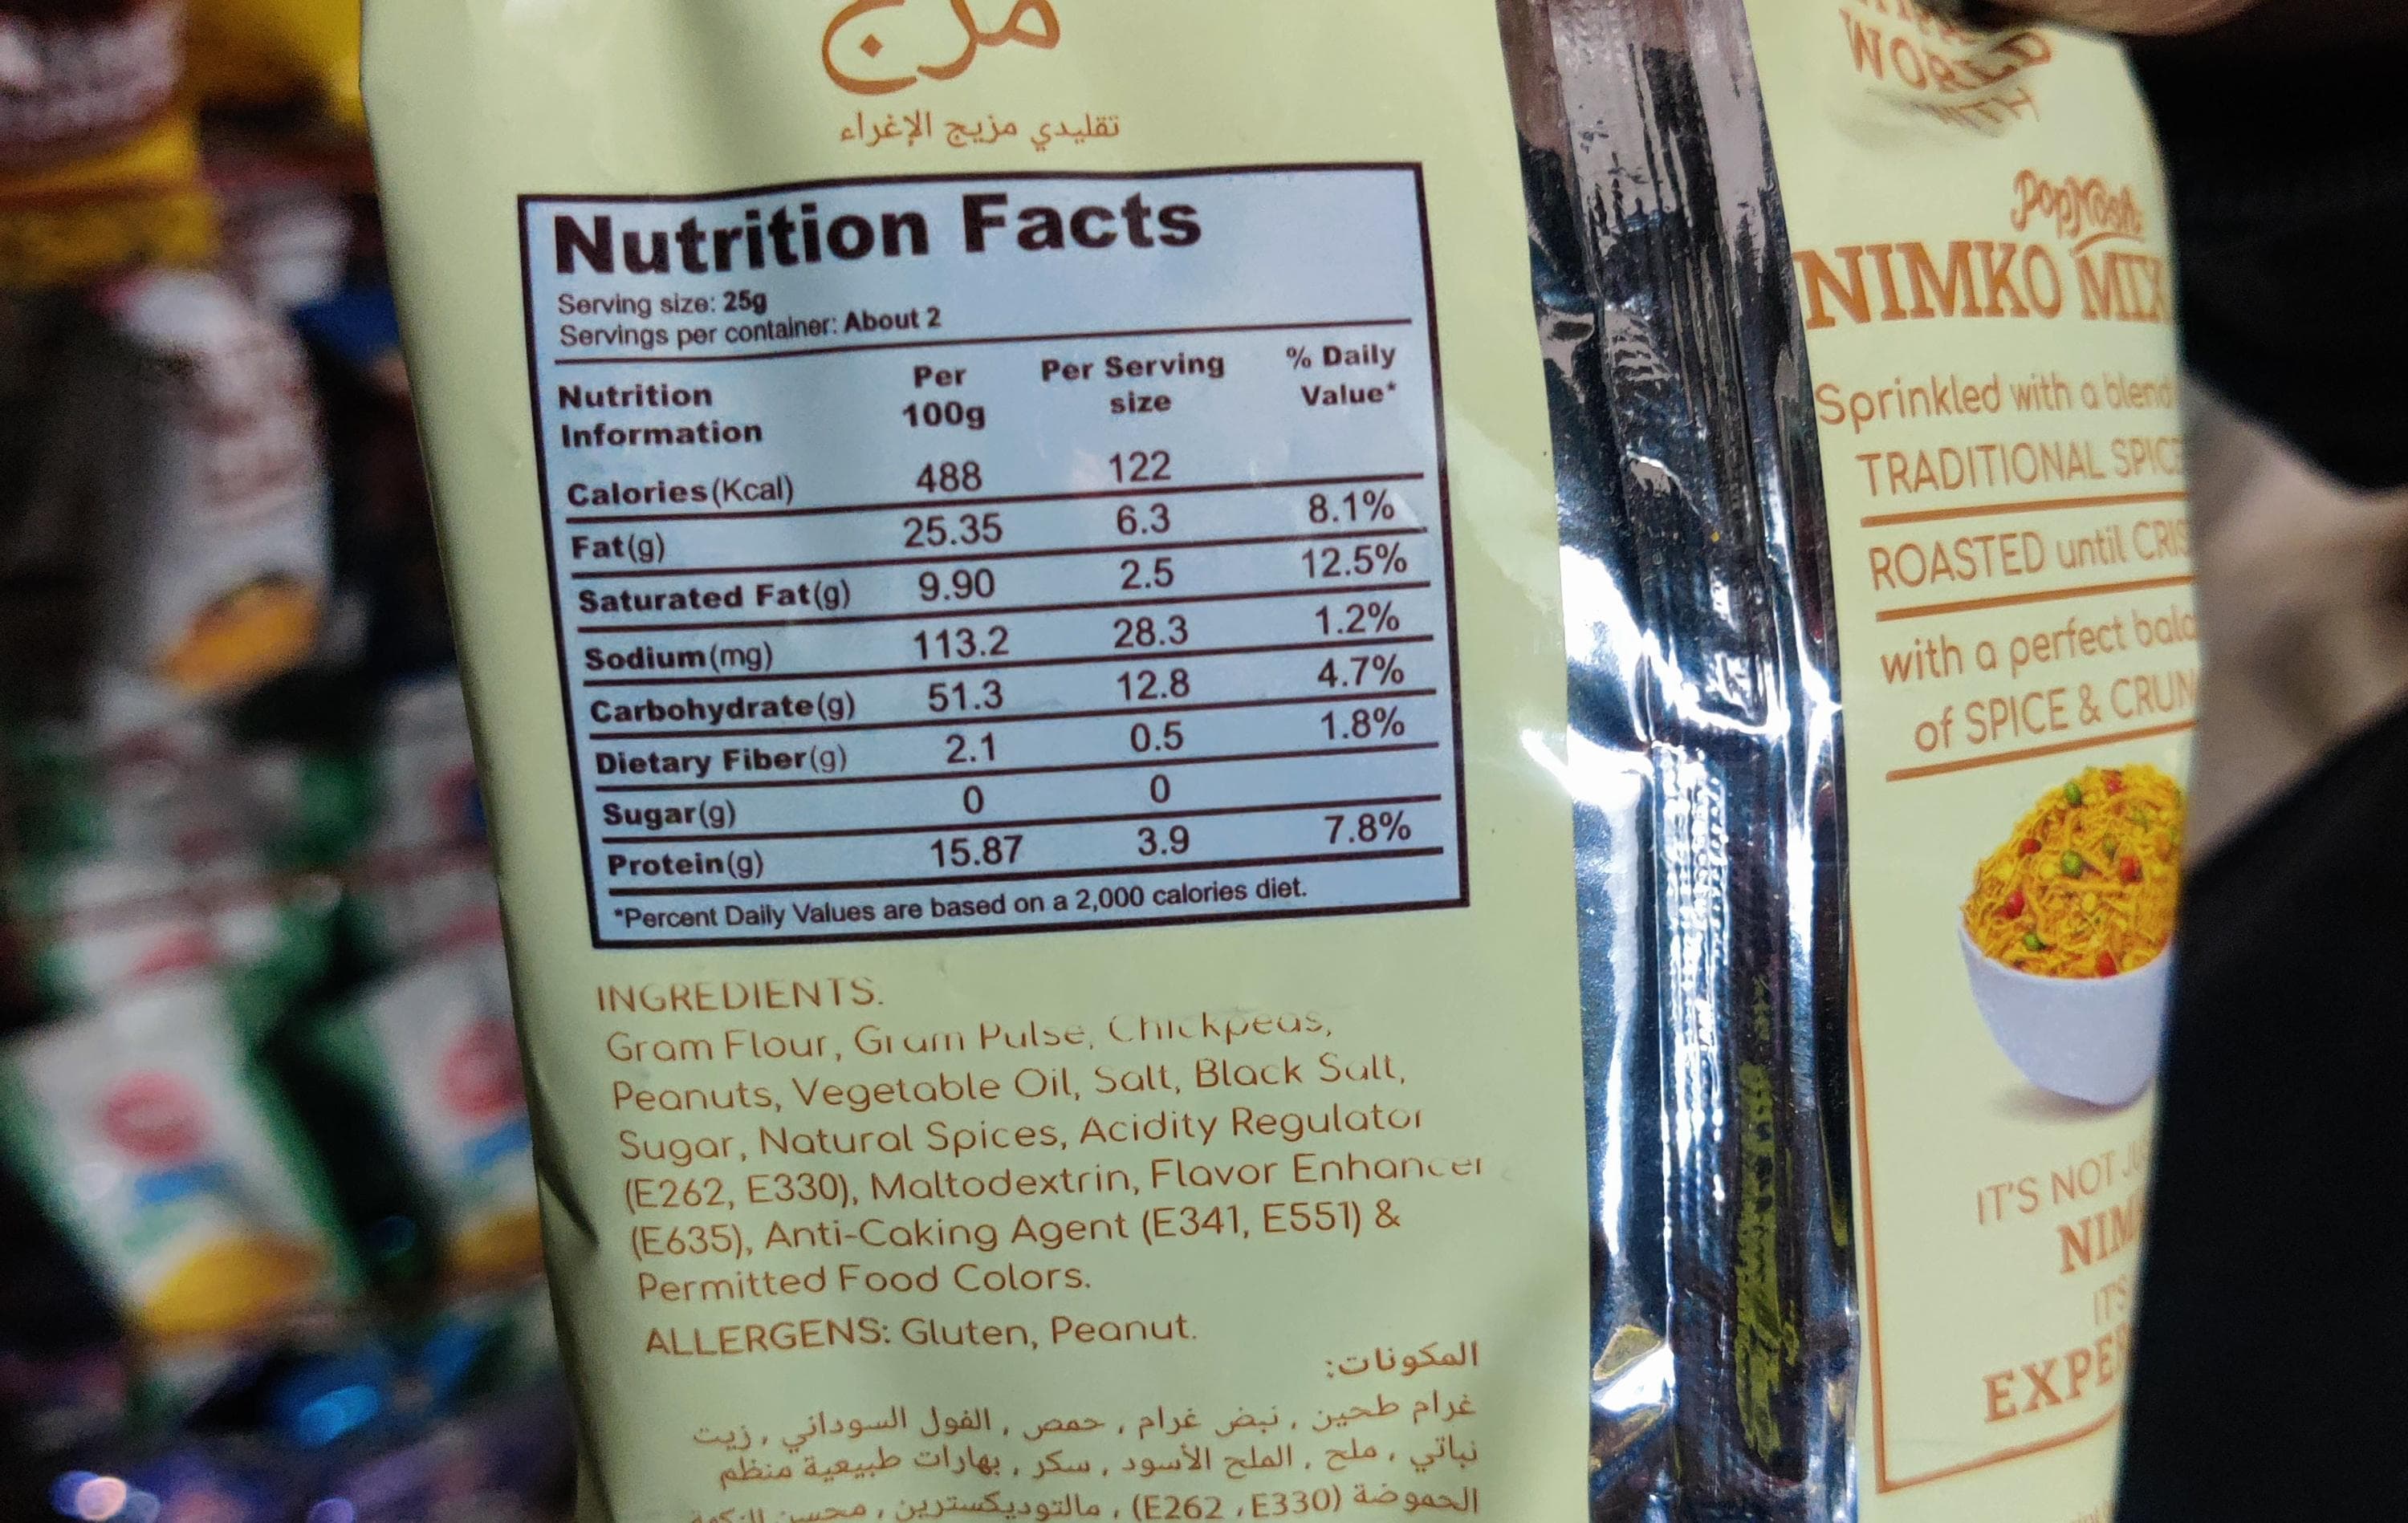 مزج
تقليدي مزيج الإغراء
Nutrition Facts
Serving size: 25g
Servings per container: About 2
Nutrition Information Per 100g Per Serving size % Daily Value*
Calories(Kcal) 488 122
Fat(g) 25.35 6.3 8.1%
Saturated Fat(g) 9.90 2.5 12.5%
Sodium(mg) 113.2 28.3 1.2%
Carbohydrate(g) 51.3 12.8 4.7%
Dietary Fiber(g) 2.1 0.5 1.8%
Sugar(g) 0 0
Protein(g) 15.87 3.9 7.8%
*Percent Daily Values are based on a 2,000 calories diet.
INGREDIENTS.
Gram Flour, Gram Pulse, Chickpeas,
Peanuts, Vegetable Oil, Salt, Black Salt,
Sugar, Natural Spices, Acidity Regulator
(E262, E330), Maltodextrin, Flavor Enhancer
(E635), Anti-Caking Agent (E341, E551) &
Permitted Food Colors.
ALLERGENS: Gluten, Peanut.
المكونات:
غرام طحين , نبض غرام , حمص , الفول السوداني , زيت
نباتي , ملح , الملح الأسود , سكر , بهارات طبيعية منظم
الحموضة (E262 , E330) , مالتوديكسترين , محسن النكهة
WORLD
WITH
PopNosh
NIMKO MIX
Sprinkled with a blend
TRADITIONAL
ROASTED until
with a perfect
of SPICE &
IT'S NOT